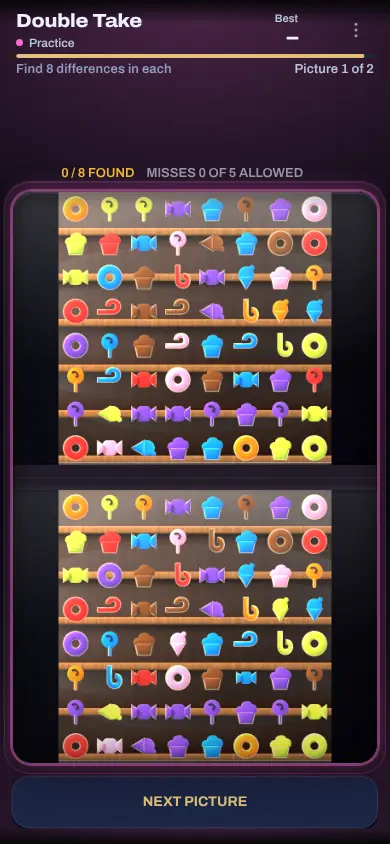 Double Take
Best
Practice
–
Find 8 differences in each
Picture 1 of 2
0 / 8 FOUND
MISSES 0 OF 5 ALLOWED
NEXT PICTURE